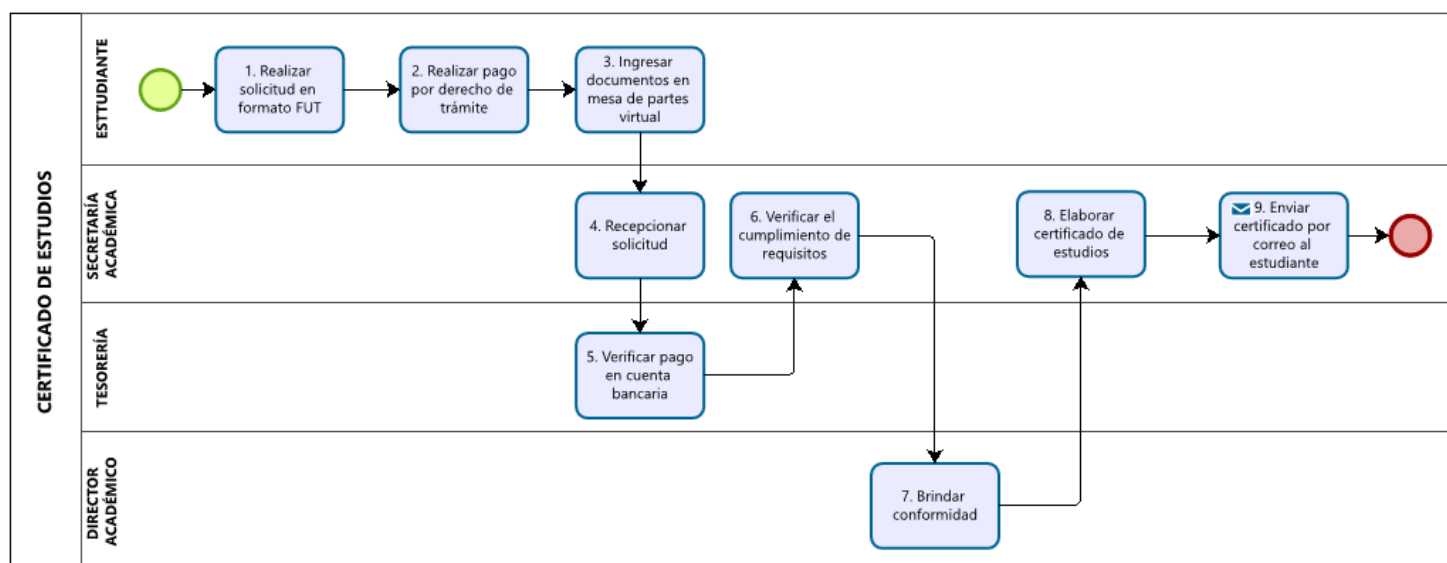 CERTIFICADO DE ESTUDIOS
ESTTUDIANTE
1. Realizar
solicitud en
formato FUT
2. Realizar pago
por derecho de
trámite
3. Ingresar
documentos en
mesa de partes
virtual
SECRETARÍA
ACADÉMICA
4. Recepcionar
solicitud
6. Verificar el
cumplimiento de
requisitos
8. Elaborar
certificado de
estudios
9. Enviar
certificado por
correo al
estudiante
TESORERÍA
5. Verificar pago
en cuenta
bancaria
DIRECTOR
ACADÉMICO
7. Brindar
conformidad